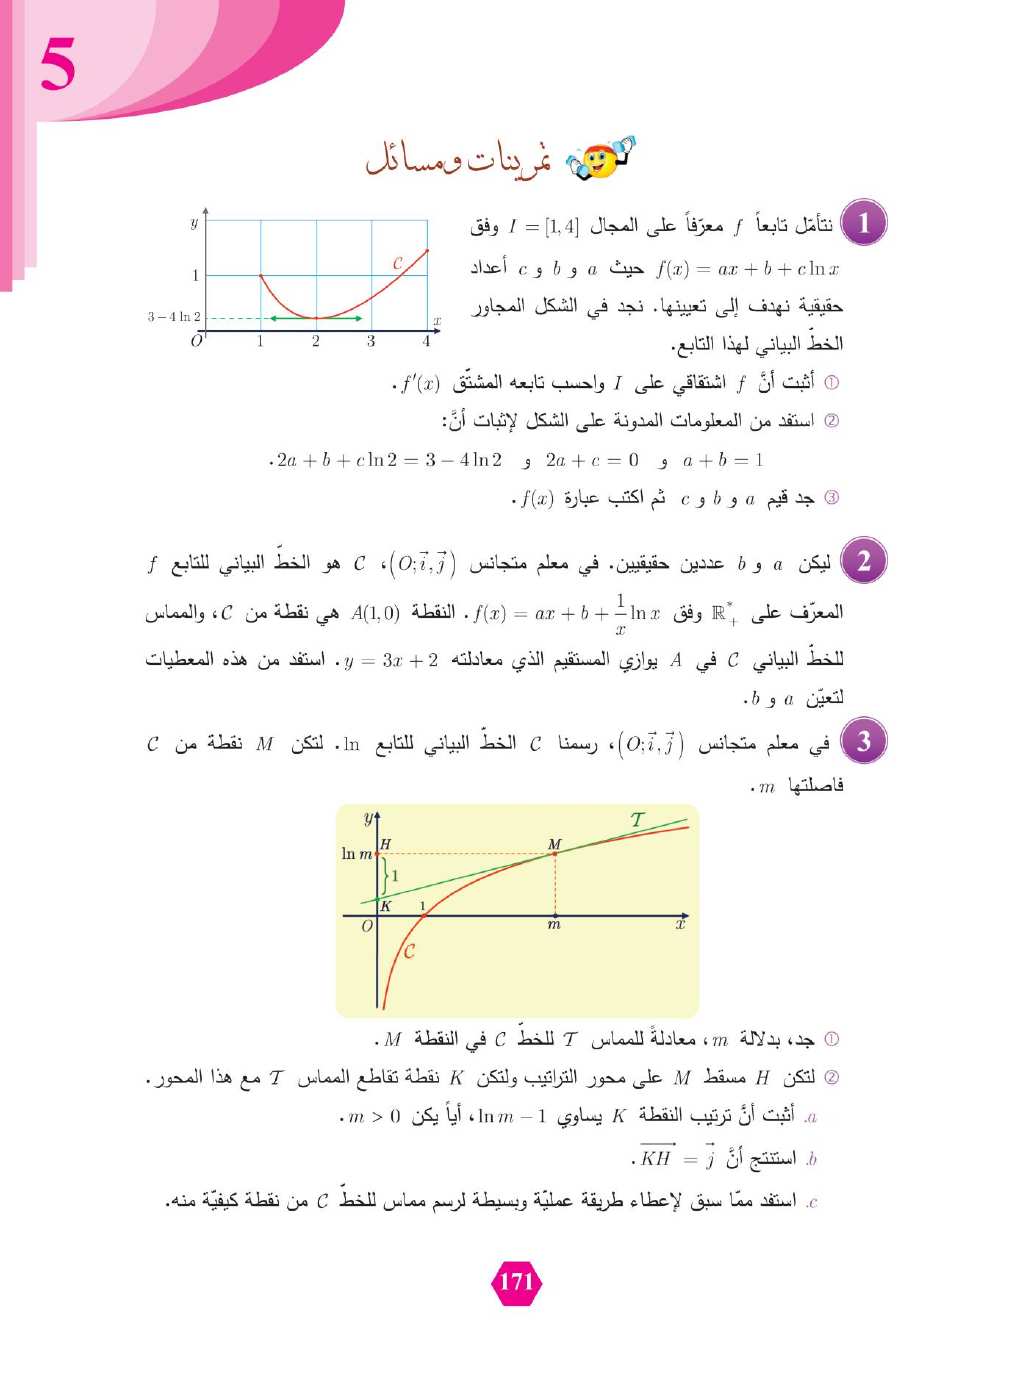 5
تمرينات ومسائل
1 نتأمّل تابعاً f معرّفاً على المجال I = [1,4] وفق
f(x) = ax + b + c ln x حيث a و b و c أعداد
حقيقية نهدف إلى تعيينها. نجد في الشكل المجاور
الخطّ البياني لهذا التابع.
y
1
3 − 4 ln 2
O 1 2 3 4 x
C
① أثبت أنَّ f اشتقاقي على I واحسب تابعه المشتّق f′(x).
② استفد من المعلومات المدونة على الشكل لإثبات أنَّ:
a + b = 1 و 2a + c = 0 و 2a + b + c ln 2 = 3 − 4 ln 2.
③ جد قيم a و b و c ثم اكتب عبارة f(x).
2 ليكن a و b عددين حقيقيين. في معلم متجانس (O; i⃗, j⃗)، C هو الخطّ البياني للتابع f
المعرّف على ℝ*₊ وفق f(x) = ax + b + 1/x ln x. النقطة A(1,0) هي نقطة من C، والمماس
للخطّ البياني C في A يوازي المستقيم الذي معادلته y = 3x + 2. استفد من هذه المعطيات
لتعيّن a و b.
3 في معلم متجانس (O; i⃗, j⃗)، رسمنا C الخطّ البياني للتابع ln. لتكن M نقطة من C
فاصلتها m.
y
H
ln m
1
K
O
1
M
m
T
x
C
① جد، بدلالة m، معادلةً للمماس T للخطّ C في النقطة M.
② لتكن H مسقط M على محور التراتيب ولتكن K نقطة تقاطع المماس T مع هذا المحور.
a. أثبت أنَّ ترتيب النقطة K يساوي ln m − 1، أياً يكن m > 0.
b. استنتج أنَّ K͞H⃗ = j⃗.
c. استفد ممّا سبق لإعطاء طريقة عمليّة وبسيطة لرسم مماس للخطّ C من نقطة كيفيّة منه.
171